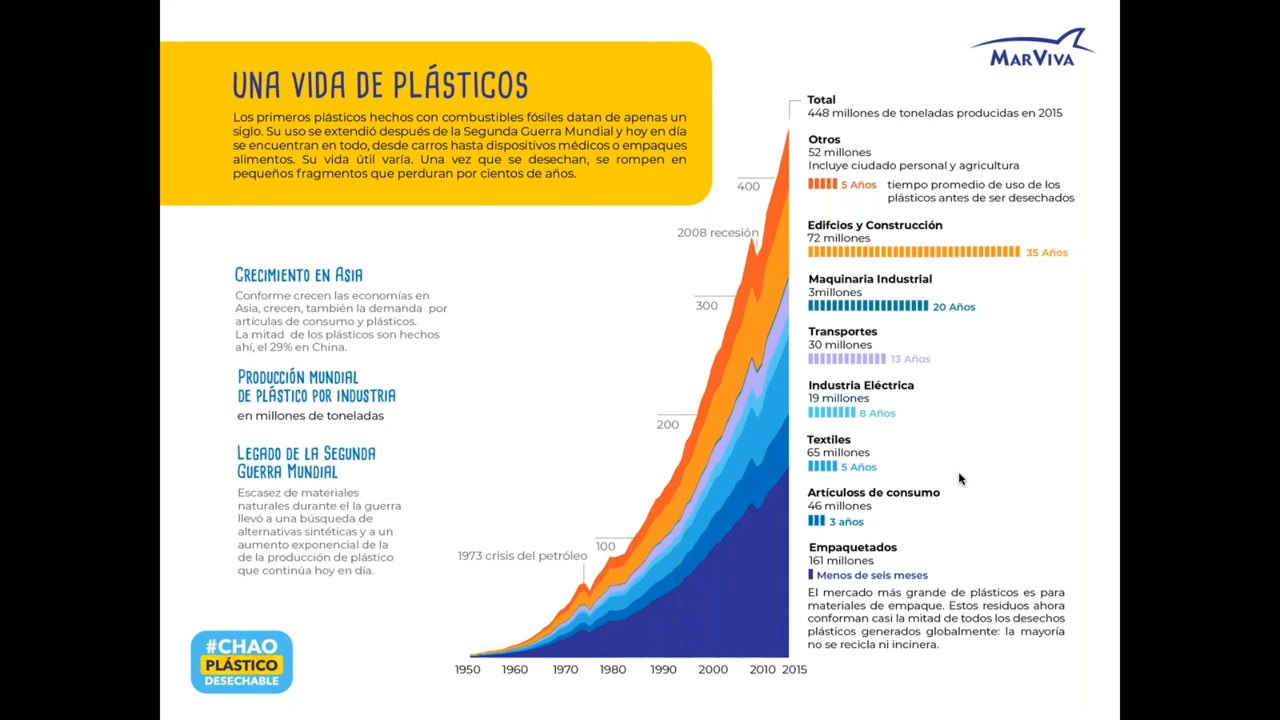 UNA VIDA DE PLÁSTICOS
Los primeros plásticos hechos con combustibles fósiles datan de apenas un
siglo. Su uso se extendió después de la Segunda Guerra Mundial y hoy en día
se encuentran en todo, desde carros hasta dispositivos médicos o empaques
alimentos. Su vida útil varía. Una vez que se desechan, se rompen en
pequeños fragmentos que perduran por cientos de años.
MARVIVA
CRECIMIENTO EN ASIA
Conforme crecen las economías en
Asia, crecen, también la demanda por
artículas de consumo y plásticos.
La mitad de los plásticos son hechos
ahí, el 29% en China.
PRODUCCIÓN MUNDIAL
DE PLÁSTICO POR INDUSTRIA
en millones de toneladas
LEGADO DE LA SEGUNDA
GUERRA MUNDIAL
Escasez de materiales
naturales durante el la guerra
llevó a una búsqueda de
alternativas sintéticas y a un
aumento exponencial de la
de la producción de plástico
que continúa hoy en día.
#CHAO
PLÁSTICO
DESECHABLE
400
2008 recesión
300
200
100
1973 crisis del petróleo
1950 1960 1970 1980 1990 2000 2010 2015
Total
448 millones de toneladas producidas en 2015
Otros
52 millones
Incluye ciudado personal y agricultura
5 Años tiempo promedio de uso de los
plásticos antes de ser desechados
Edifcios y Construcción
72 millones
35 Años
Maquinaria Industrial
3millones
20 Años
Transportes
30 millones
13 Años
Industria Eléctrica
19 millones
8 Años
Textiles
65 millones
5 Años
Artículoss de consumo
46 millones
3 años
Empaquetados
161 millones
Menos de seis meses
El mercado más grande de plásticos es para
materiales de empaque. Estos residuos ahora
conforman casi la mitad de todos los desechos
plásticos generados globalmente: la mayoría
no se recicla ni incinera.